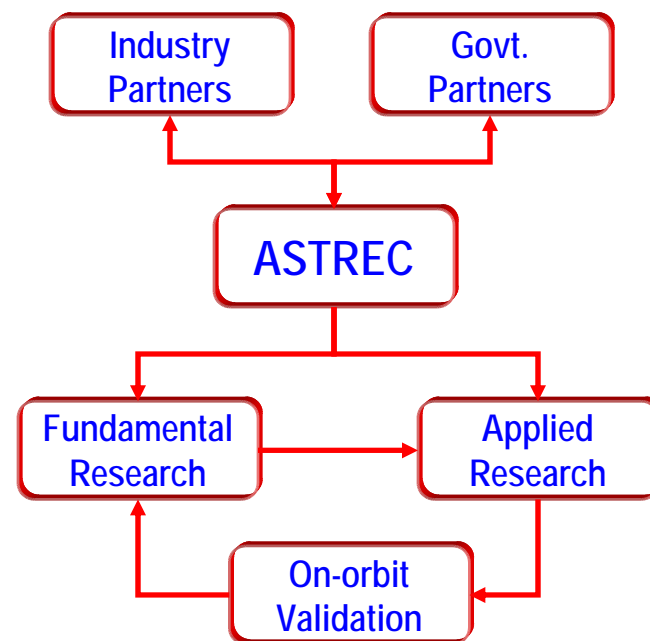 Industry
Partners
Govt.
Partners
ASTREC
Fundamental
Research
Applied
Research
On-orbit
Validation